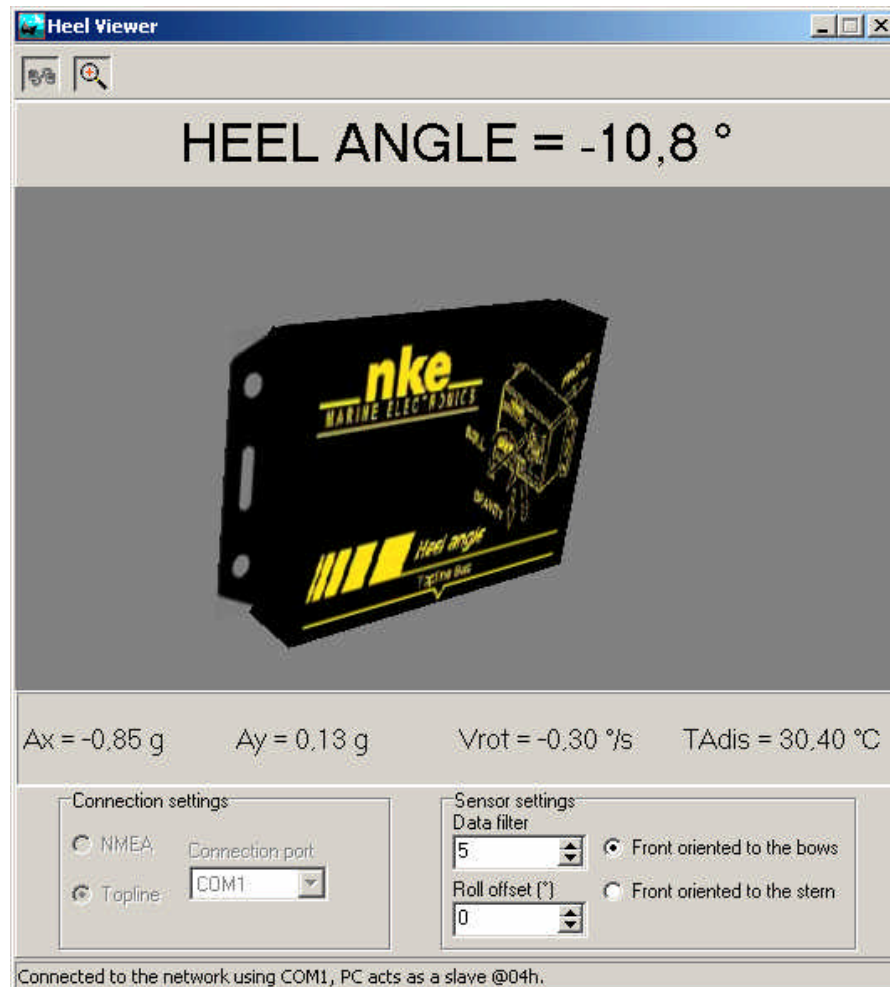 Heel Viewer
HEEL ANGLE = -10,8 °
nke
MARINE ELECTRONICS
FRONT
ROLL
GRAVITY
Heel angle
Topline Bus
Ax = -0,85 g Ay = 0,13 g Vrot = -0,30 °/s TAdis = 30,40 °C
Connection settings
NMEA
Connection port
Topline
COM1
Sensor settings
Data filter
5
Front oriented to the bows
Roll offset (°)
Front oriented to the stern
0
Connected to the network using COM1, PC acts as a slave @04h.